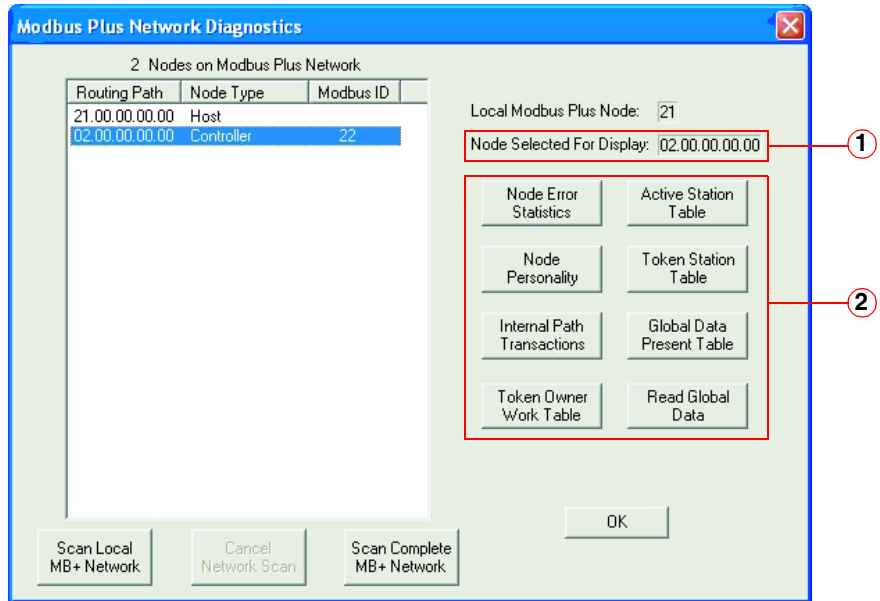 Modbus Plus Network Diagnostics
2 Nodes on Modbus Plus Network
Routing Path Node Type Modbus ID
21.00.00.00.00 Host
02.00.00.00.00 Controller 22
Local Modbus Plus Node: 21
Node Selected For Display: 02.00.00.00.00
1
Node Error
Statistics
Active Station
Table
Node
Personality
Token Station
Table
2
Internal Path
Transactions
Global Data
Present Table
Token Owner
Work Table
Read Global
Data
OK
Scan Local
MB+ Network
Cancel
Network Scan
Scan Complete
MB+ Network